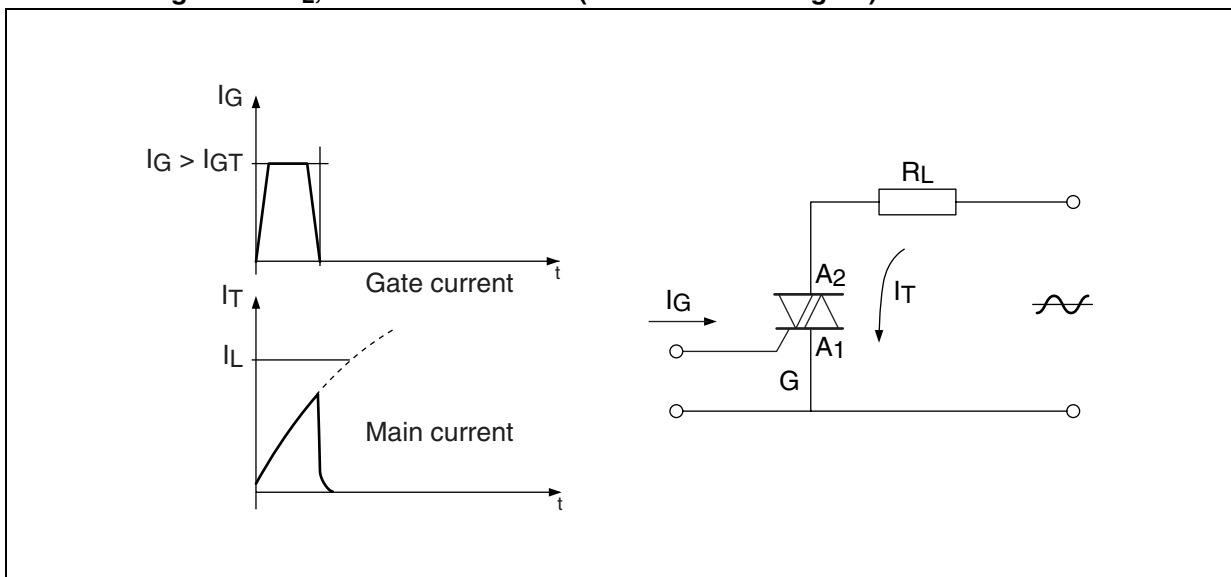 IG
IG > IGT
t
Gate current
IT
IL
Main current
t
RL
A2
IT
IG
A1
G